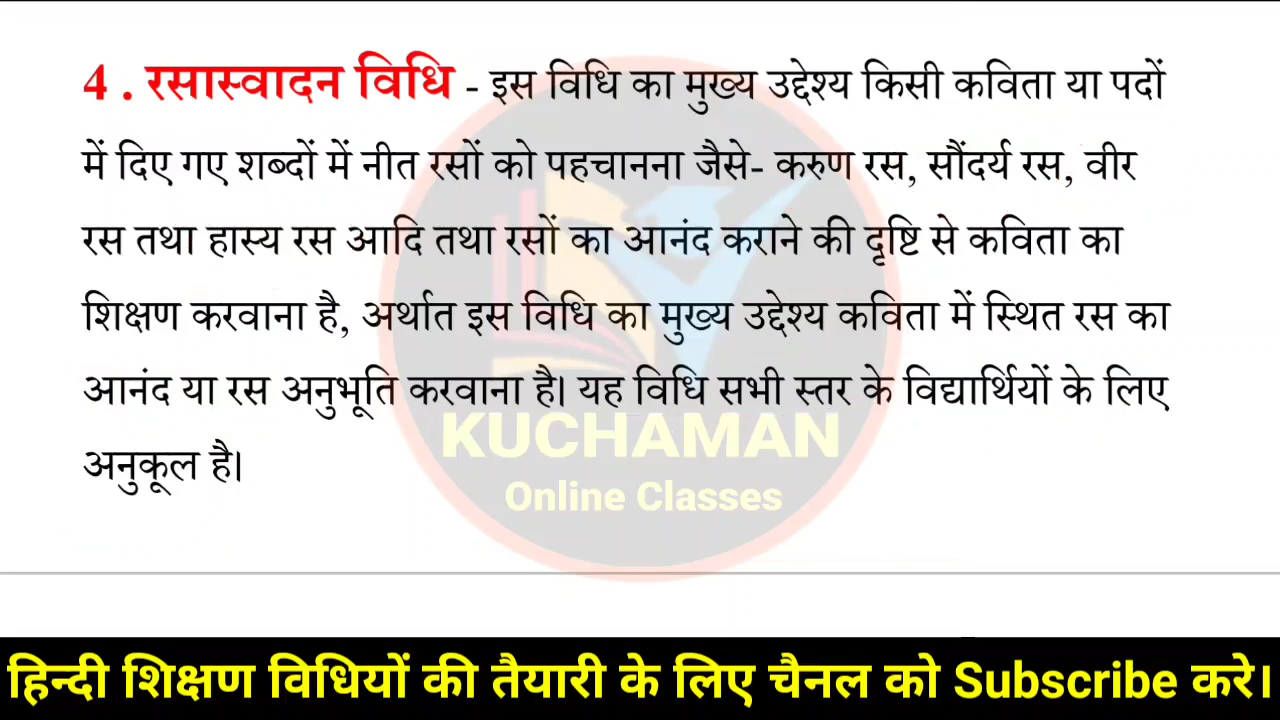 4 . रसास्वादन विधि - इस विधि का मुख्य उद्देश्य किसी कविता या पदों
में दिए गए शब्दों में नीत रसों को पहचानना जैसे- करुण रस, सौंदर्य रस, वीर
रस तथा हास्य रस आदि तथा रसों का आनंद कराने की दृष्टि से कविता का
शिक्षण करवाना है, अर्थात इस विधि का मुख्य उद्देश्य कविता में स्थित रस का
आनंद या रस अनुभूति करवाना है। यह विधि सभी स्तर के विद्यार्थियों के लिए
अनुकूल है।
KUCHAMAN
Online Classes
हिन्दी शिक्षण विधियों की तैयारी के लिए चैनल को Subscribe करे।